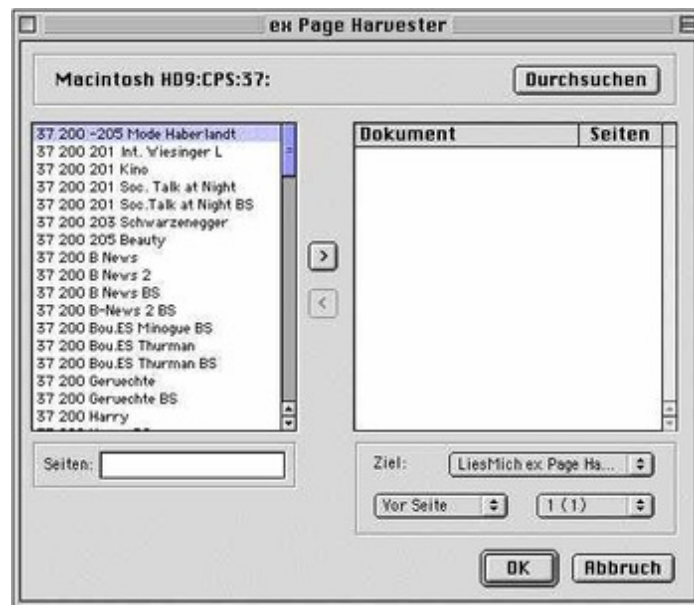 ex Page Harvester
Macintosh HD9:CPS:37:
Durchsuchen
37 200 -205 Mode Haberlandt
37 200 201 Int. Wiesinger L
37 200 201 Kino
37 200 201 Soc. Talk at Night
37 200 201 Soc.Talk at Night BS
37 200 203 Schwarzenegger
37 200 205 Beauty
37 200 B News
37 200 B News 2
37 200 B News BS
37 200 B-News 2 BS
37 200 Bou.ES Minogue BS
37 200 Bou.ES Thurman
37 200 Bou.ES Thurman BS
37 200 Geruechte
37 200 Geruechte BS
37 200 Harry
Dokument Seiten
>
<
Seiten:
Ziel: LiesMich ex Page Ha...
Vor Seite 1 (1)
OK Abbruch